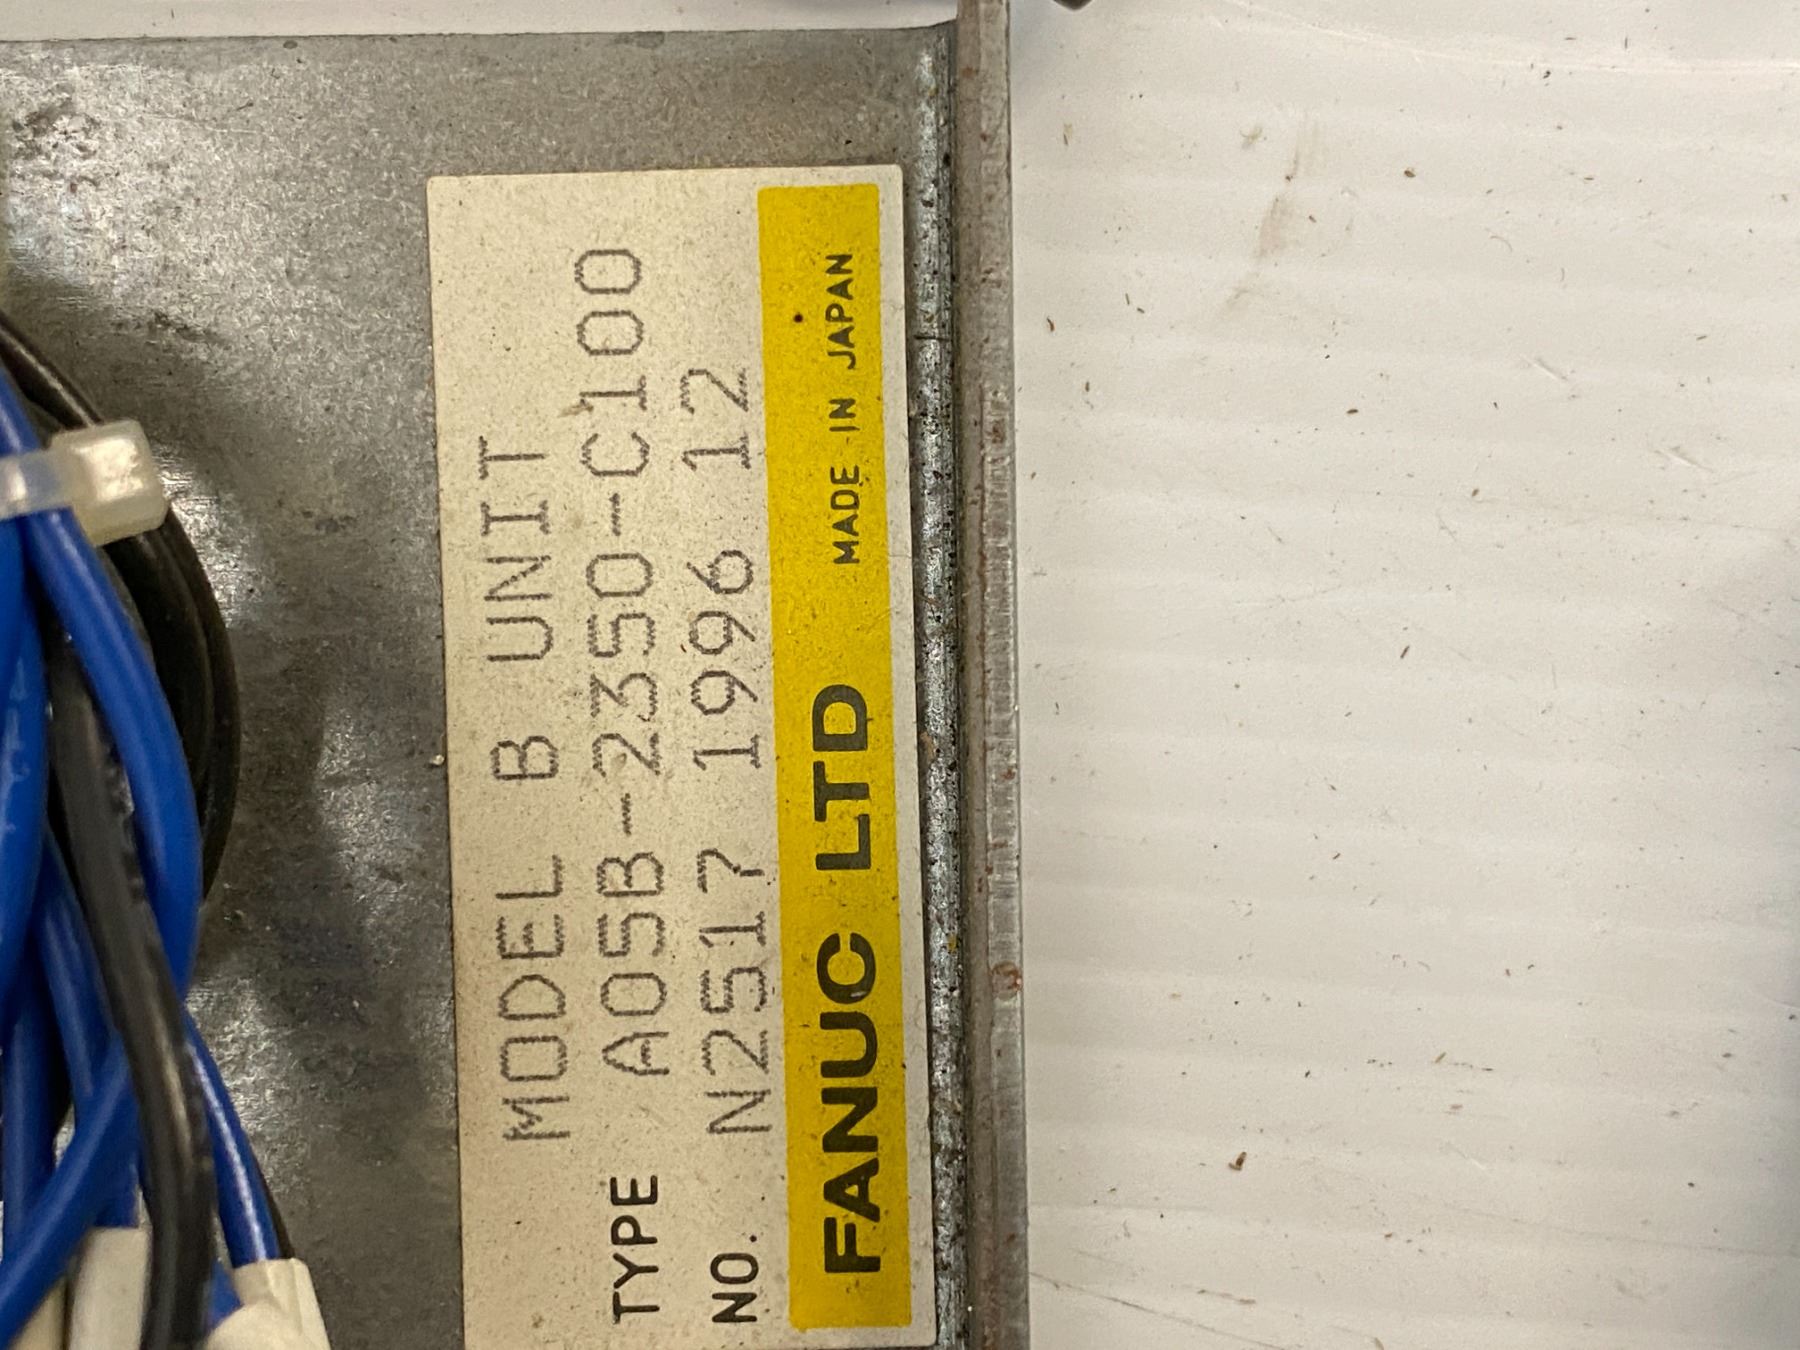 MODEL B UNIT
TYPE A05B-2350-C100
NO. N2517 1996 12
FANUC LTD MADE IN JAPAN